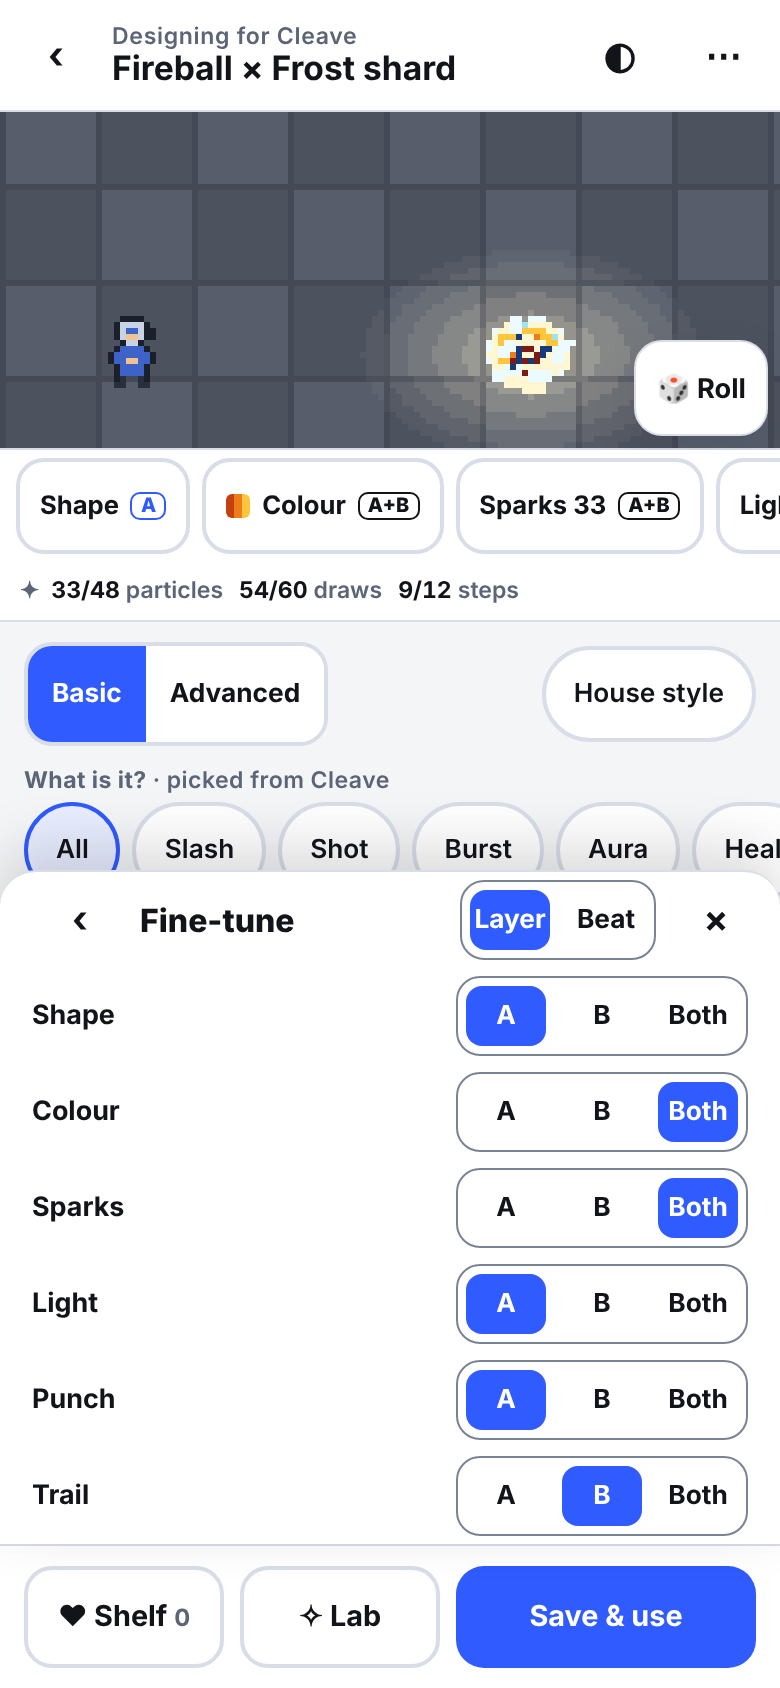 Designing for Cleave
Fireball × Frost shard
Roll
Shape A
Colour A+B
Sparks 33 A+B
33/48 particles 54/60 draws 9/12 steps
Basic Advanced
House style
What is it? · picked from Cleave
All Slash Shot Burst Aura Heal
Fine-tune Layer Beat
Shape A B Both
Colour A B Both
Sparks A B Both
Light A B Both
Punch A B Both
Trail A B Both
Shelf 0 Lab Save & use